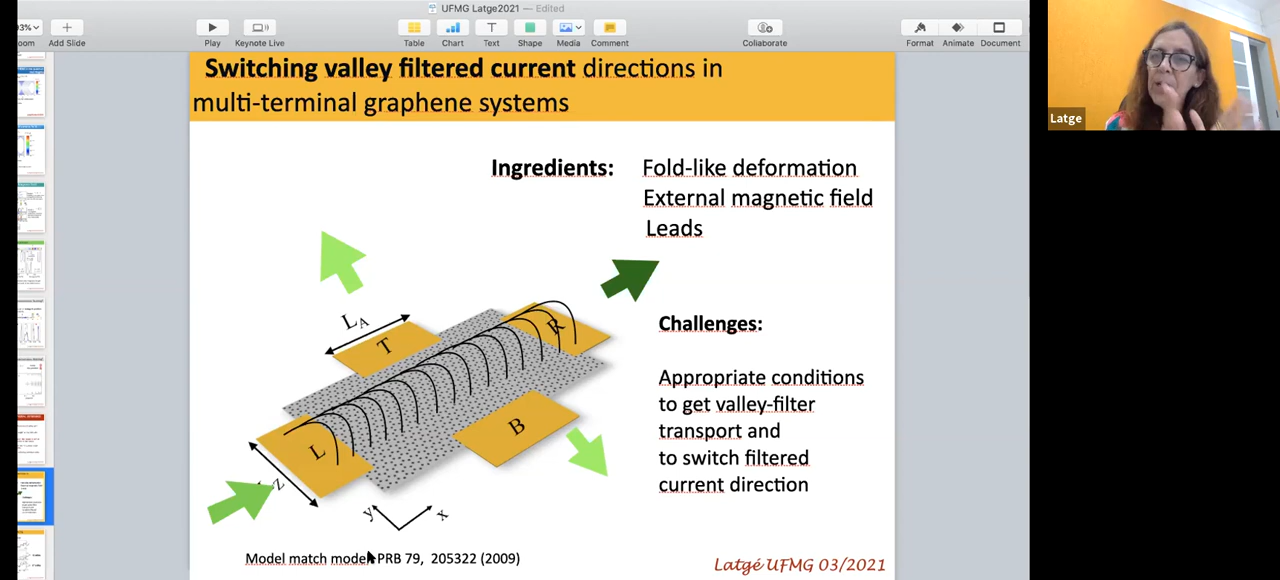 UFMG Latge2021 — Edited
Add Slide
Play
Keynote Live
Table
Chart
Text
Shape
Media
Comment
Collaborate
Format
Animate
Document
Switching valley filtered current directions in
multi-terminal graphene systems
Latge
Ingredients: Fold-like deformation
External magnetic field
Leads
LA
T
R
L
B
y
x
Challenges:
Appropriate conditions
to get valley-filter
transport and
to switch filtered
current direction
Model match model PRB 79, 205322 (2009)
Latgé UFMG 03/2021